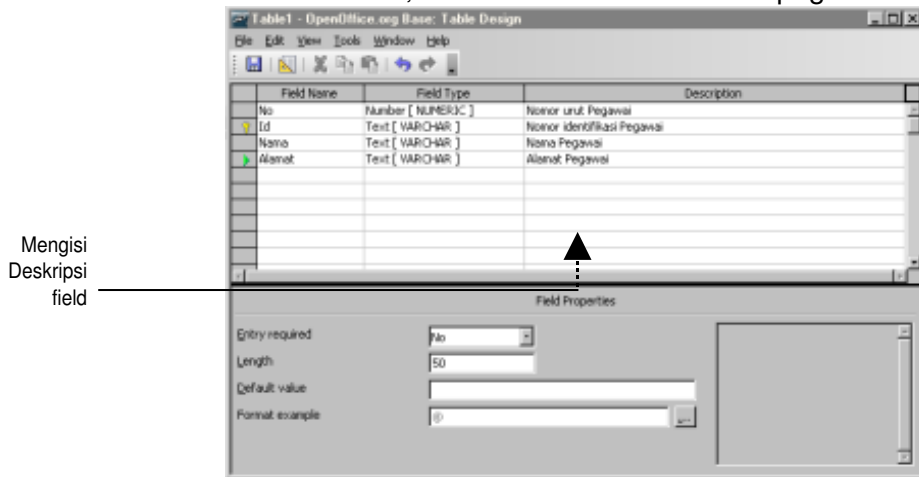 Table1 - OpenOffice.org Base: Table Design
File Edit View Tools Window Help
Field Name Field Type Description
No Number [ NUMERIC ] Nomor urut Pegawai
Id Text [ VARCHAR ] Nomor identifikasi Pegawai
Nama Text [ VARCHAR ] Nama Pegawai
Alamat Text [ VARCHAR ] Alamat Pegawai
Mengisi
Deskripsi
field
Field Properties
Entry required No
Length 50
Default value
Format example @ ...